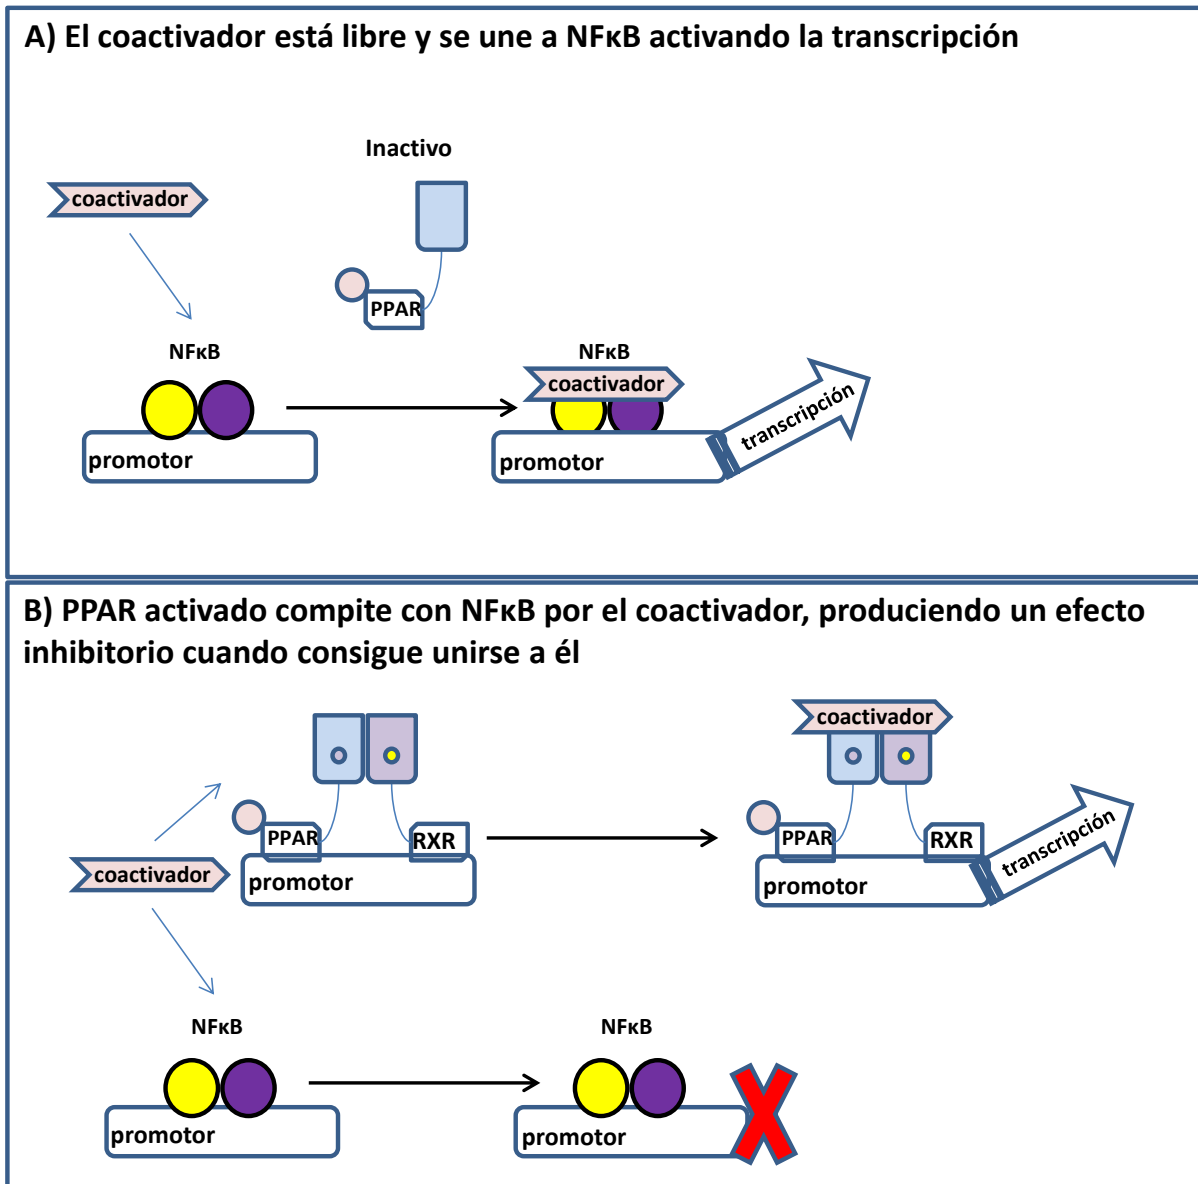 A) El coactivador está libre y se une a NFκB activando la transcripción
Inactivo
coactivador
PPAR
NFκB
NFκB
coactivador
transcripción
promotor
promotor
B) PPAR activado compite con NFκB por el coactivador, produciendo un efecto
inhibitorio cuando consigue unirse a él
coactivador
PPAR
RXR
PPAR
RXR
transcripción
coactivador
promotor
promotor
NFκB
NFκB
promotor
promotor